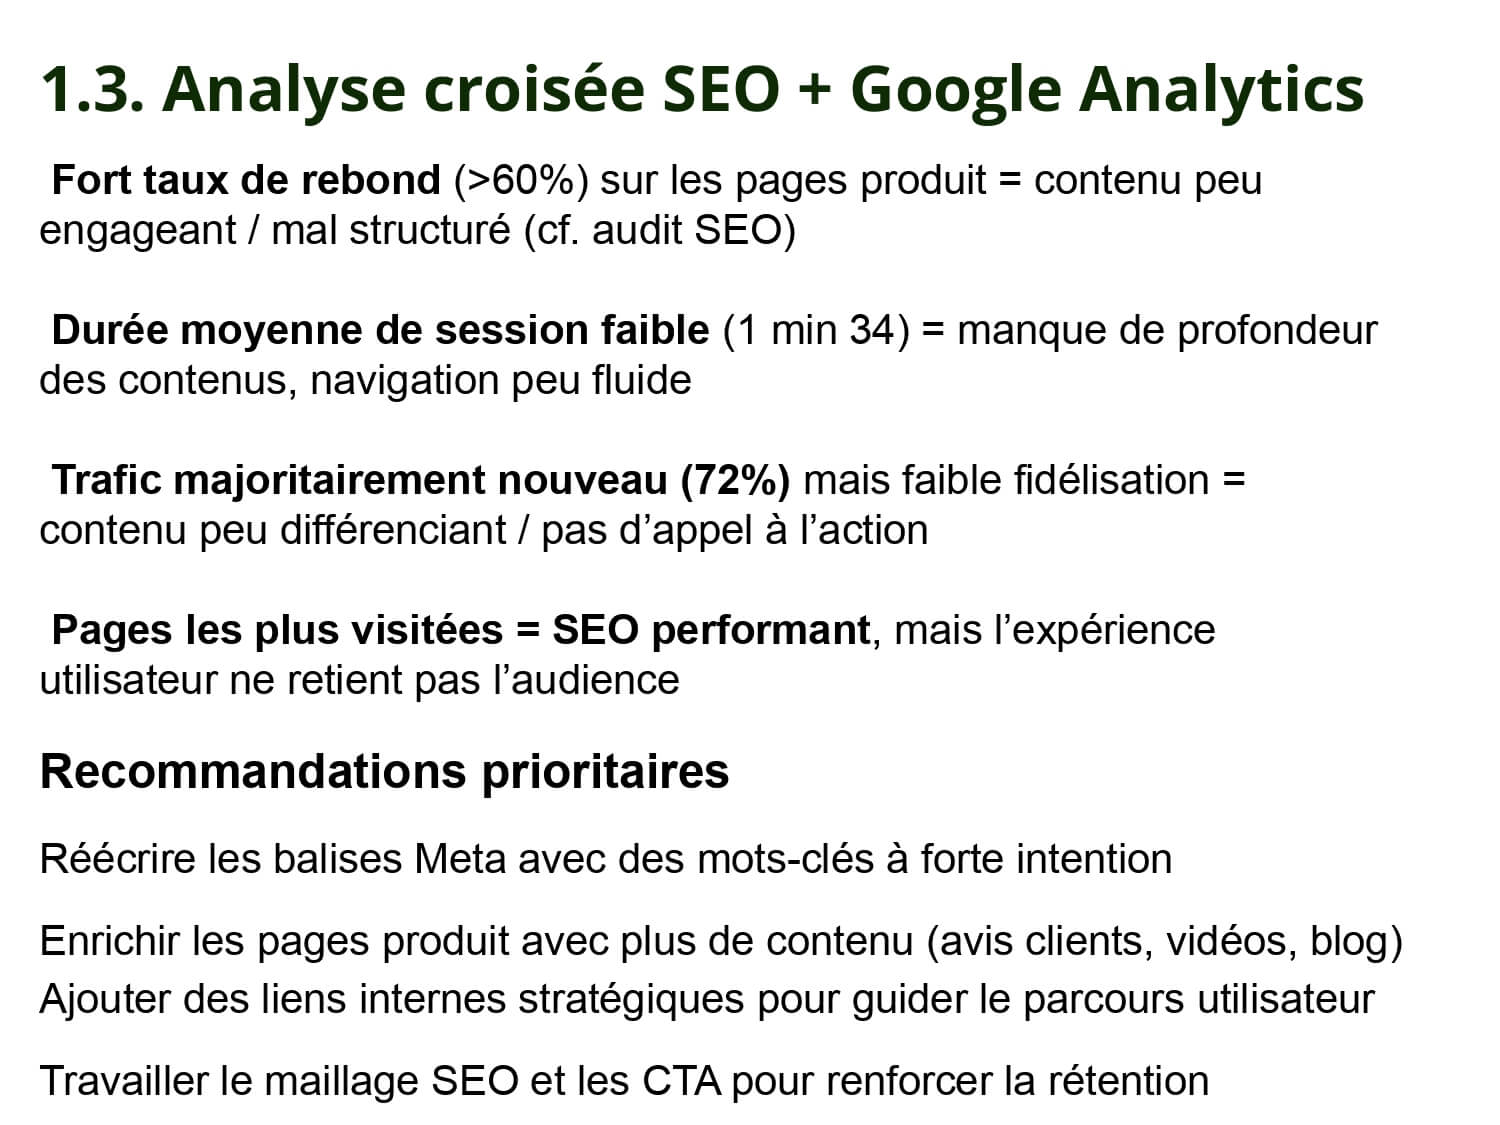 1.3. Analyse croisée SEO + Google Analytics
Fort taux de rebond (>60%) sur les pages produit = contenu peu
engageant / mal structuré (cf. audit SEO)
Durée moyenne de session faible (1 min 34) = manque de profondeur
des contenus, navigation peu fluide
Trafic majoritairement nouveau (72%) mais faible fidélisation =
contenu peu différenciant / pas d’appel à l’action
Pages les plus visitées = SEO performant, mais l’expérience
utilisateur ne retient pas l’audience
Recommandations prioritaires
Réécrire les balises Meta avec des mots-clés à forte intention
Enrichir les pages produit avec plus de contenu (avis clients, vidéos, blog)
Ajouter des liens internes stratégiques pour guider le parcours utilisateur
Travailler le maillage SEO et les CTA pour renforcer la rétention